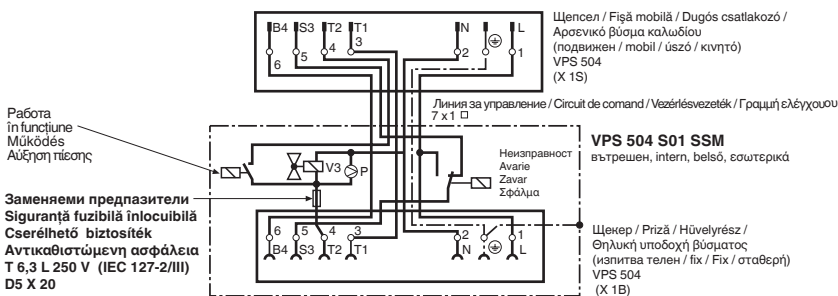 B4 S3 T2 T1 N L
6 5 4 3 2 1
Щепсел / Fişă mobilă / Dugós csatlakozó /
Αρσενικό βύσμα καλωδίου
(подвижен / mobil / úszó / κινητό)
VPS 504
(X 1S)
Линия за управление / Circuit de comand / Vezérlésvezeték / Γραμμή ελέγχουου
7 x 1 □
Работа
în funcţiune
Működés
Αύξηση πίεσης
V3 P
Неизправност
Avarie
Zavar
Σφάλμα
VPS 504 S01 SSM
вътрешен, intern, belső, εσωτερικά
Заменяеми предпазители
Siguranţă fuzibilă înlocuibilă
Cserélhető biztosíték
Αντικαθιστώμενη ασφάλεια
T 6,3 L 250 V (IEC 127-2/III)
D5 X 20
6 5 4 3 2 1
B4 S3 T2 T1 N L
Щекер / Priză / Hüvelyrész /
Θηλυκή υποδοχή βύσματος
(изпитва телен / fix / Fix / σταθερή)
VPS 504
(X 1B)